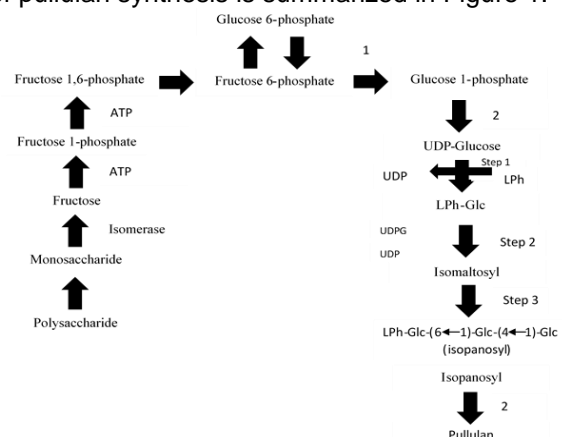 pullulan synthesis is summarized in Figure 1.
Glucose 6-phosphate
1
Fructose 1,6-phosphate
Fructose 6-phosphate
Glucose 1-phosphate
ATP
2
Fructose 1-phosphate
UDP-Glucose
Step 1
ATP
UDP
LPh
Fructose
LPh-Glc
Isomerase
UDPG
Step 2
UDP
Monosaccharide
Isomaltosyl
Step 3
Polysaccharide
LPh-Glc-(6←1)-Glc-(4←1)-Glc
(isopanosyl)
Isopanosyl
2
Pullulan